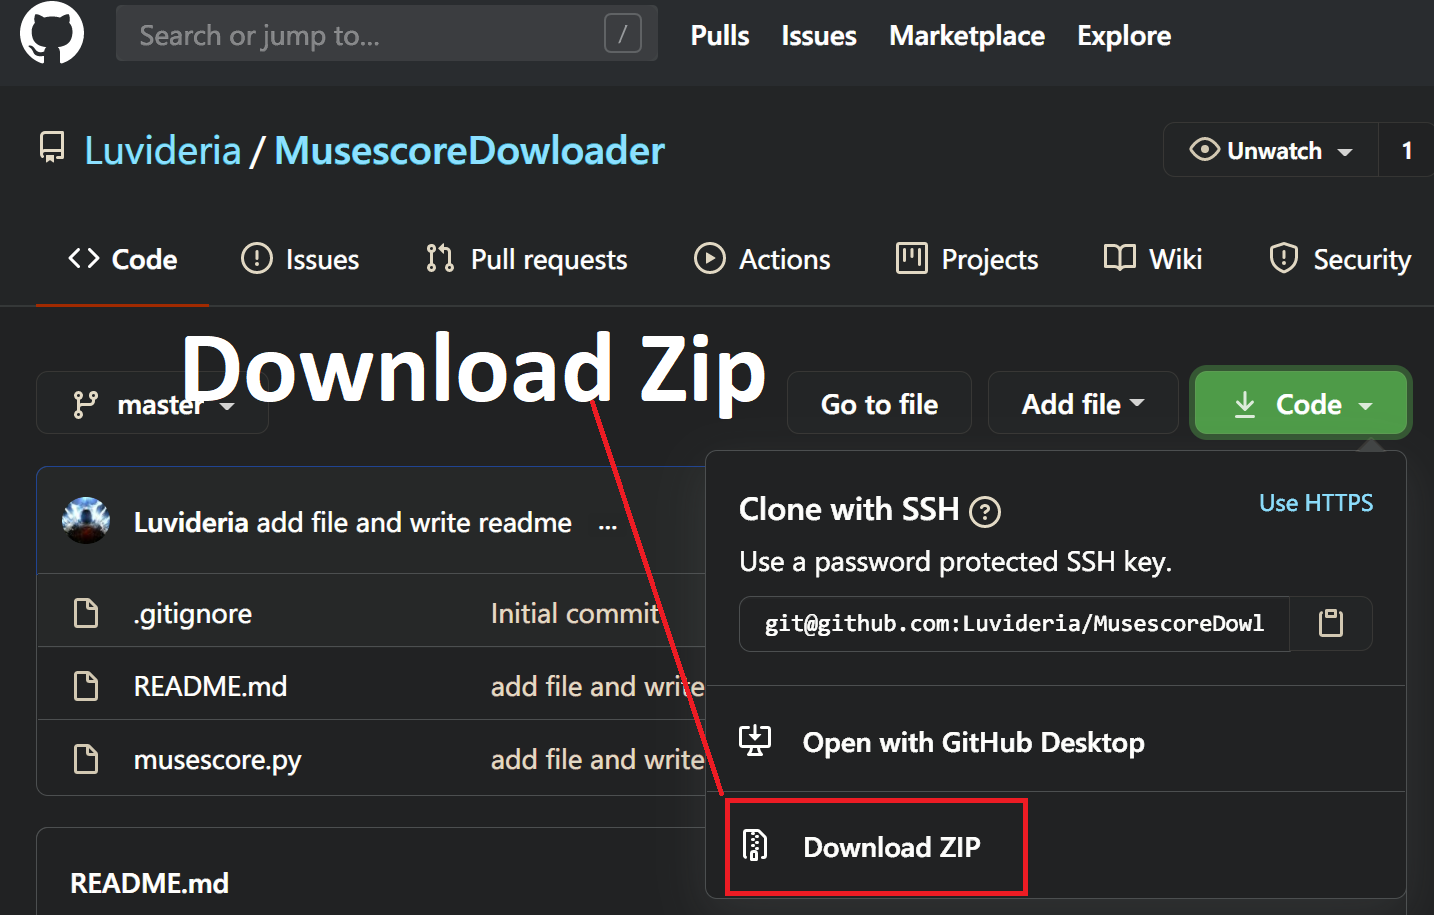 Search or jump to... /
Pulls Issues Marketplace Explore
Luvideria / MusescoreDowloader
Unwatch 1
Code Issues Pull requests Actions Projects Wiki Security
Download Zip
master
Go to file Add file Code
Luvideria add file and write readme ...
.gitignore Initial commit
README.md add file and write
musescore.py add file and write
README.md
Clone with SSH ?
Use HTTPS
Use a password protected SSH key.
git@github.com:Luvideria/MusescoreDowl
Open with GitHub Desktop
Download ZIP